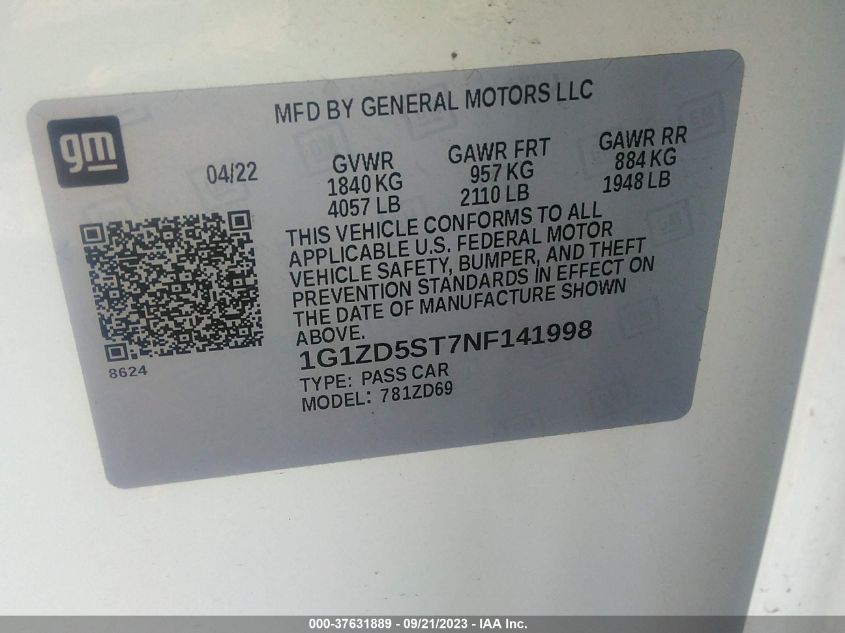 MFD BY GENERAL MOTORS LLC
gm
04/22
GVWR
1840 KG
4057 LB
GAWR FRT
957 KG
2110 LB
GAWR RR
884 KG
1948 LB
THIS VEHICLE CONFORMS TO ALL
APPLICABLE U.S. FEDERAL MOTOR
VEHICLE SAFETY, BUMPER, AND THEFT
PREVENTION STANDARDS IN EFFECT ON
THE DATE OF MANUFACTURE SHOWN
ABOVE.
1G1ZD5ST7NF141998
TYPE: PASS CAR
MODEL: 781ZD69
8624
000-37631889 - 09/21/2023 - IAA Inc.